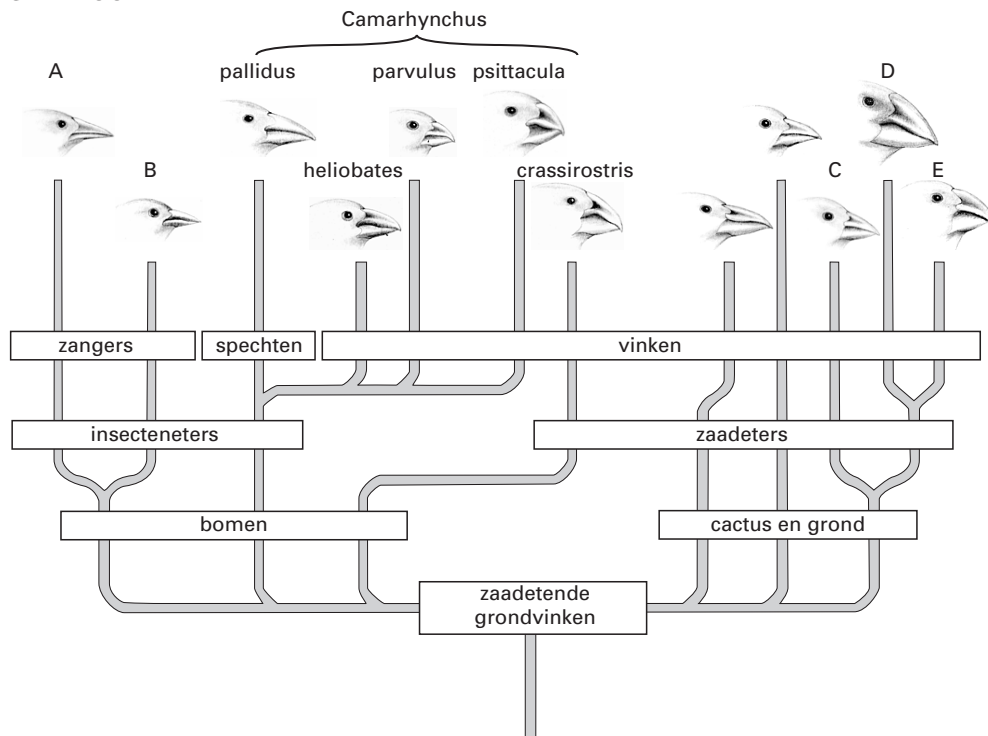 Camarhynchus
A
pallidus
parvulus
psittacula
D
B
heliobates
crassirostris
C
E
zangers
spechten
vinken
insecteneters
zaadeters
bomen
cactus en grond
zaadetende
grondvinken